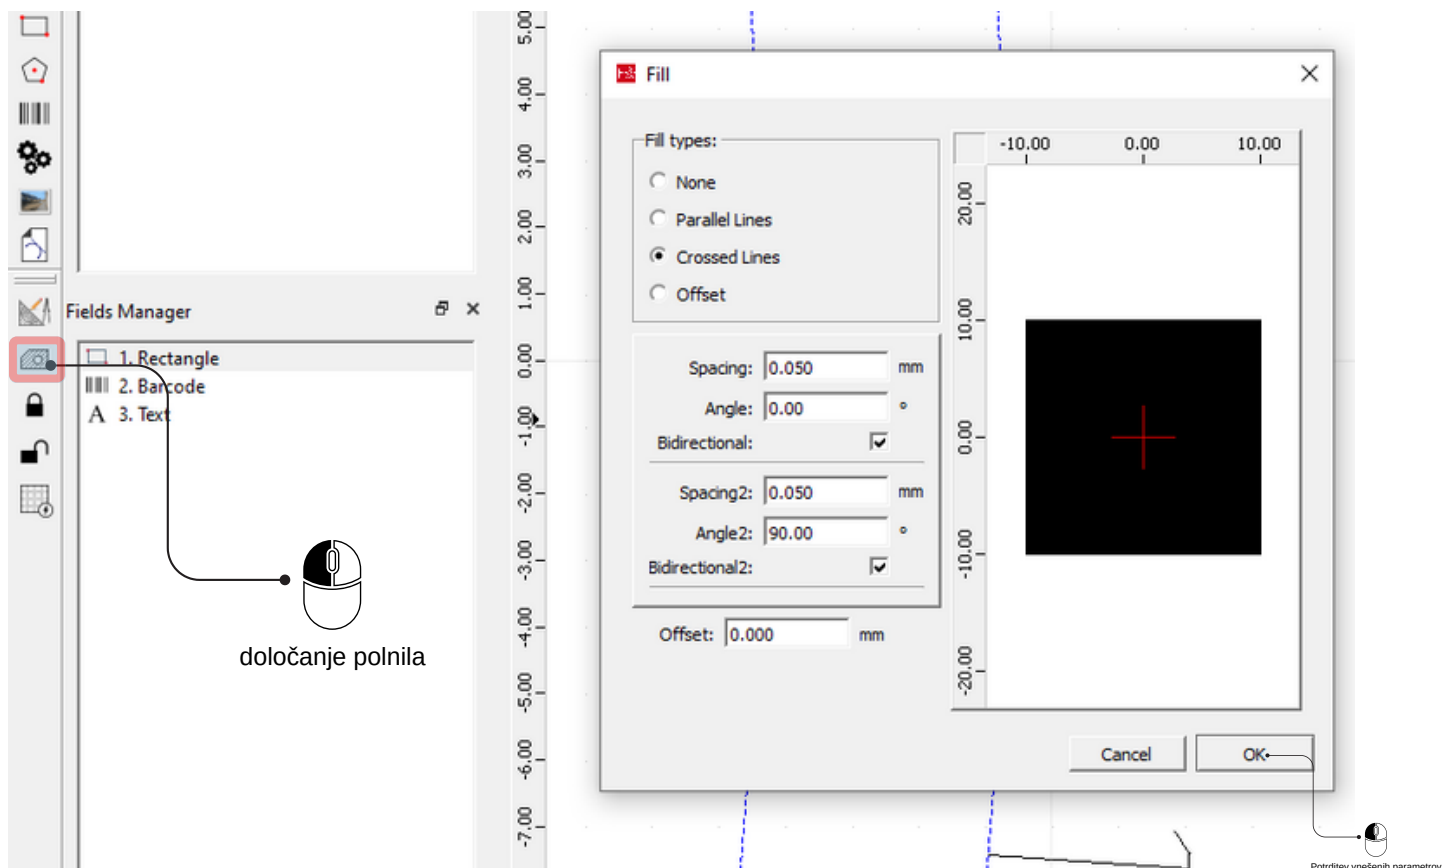 Fields Manager
1. Rectangle
2. Barcode
A 3. Text
določanje polnila
5.00
4.00
3.00
2.00
1.00
0.00
-1.00
-2.00
-3.00
-4.00
-5.00
-6.00
-7.00
Fill
Fill types:
None
Parallel Lines
Crossed Lines
Offset
Spacing: 0.050 mm
Angle: 0.00 °
Bidirectional:
Spacing2: 0.050 mm
Angle2: 90.00 °
Bidirectional2:
Offset: 0.000 mm
-10.00 0.00 10.00
20.00
10.00
0.00
-10.00
-20.00
Cancel OK
Potrditev vnešenih parametrov